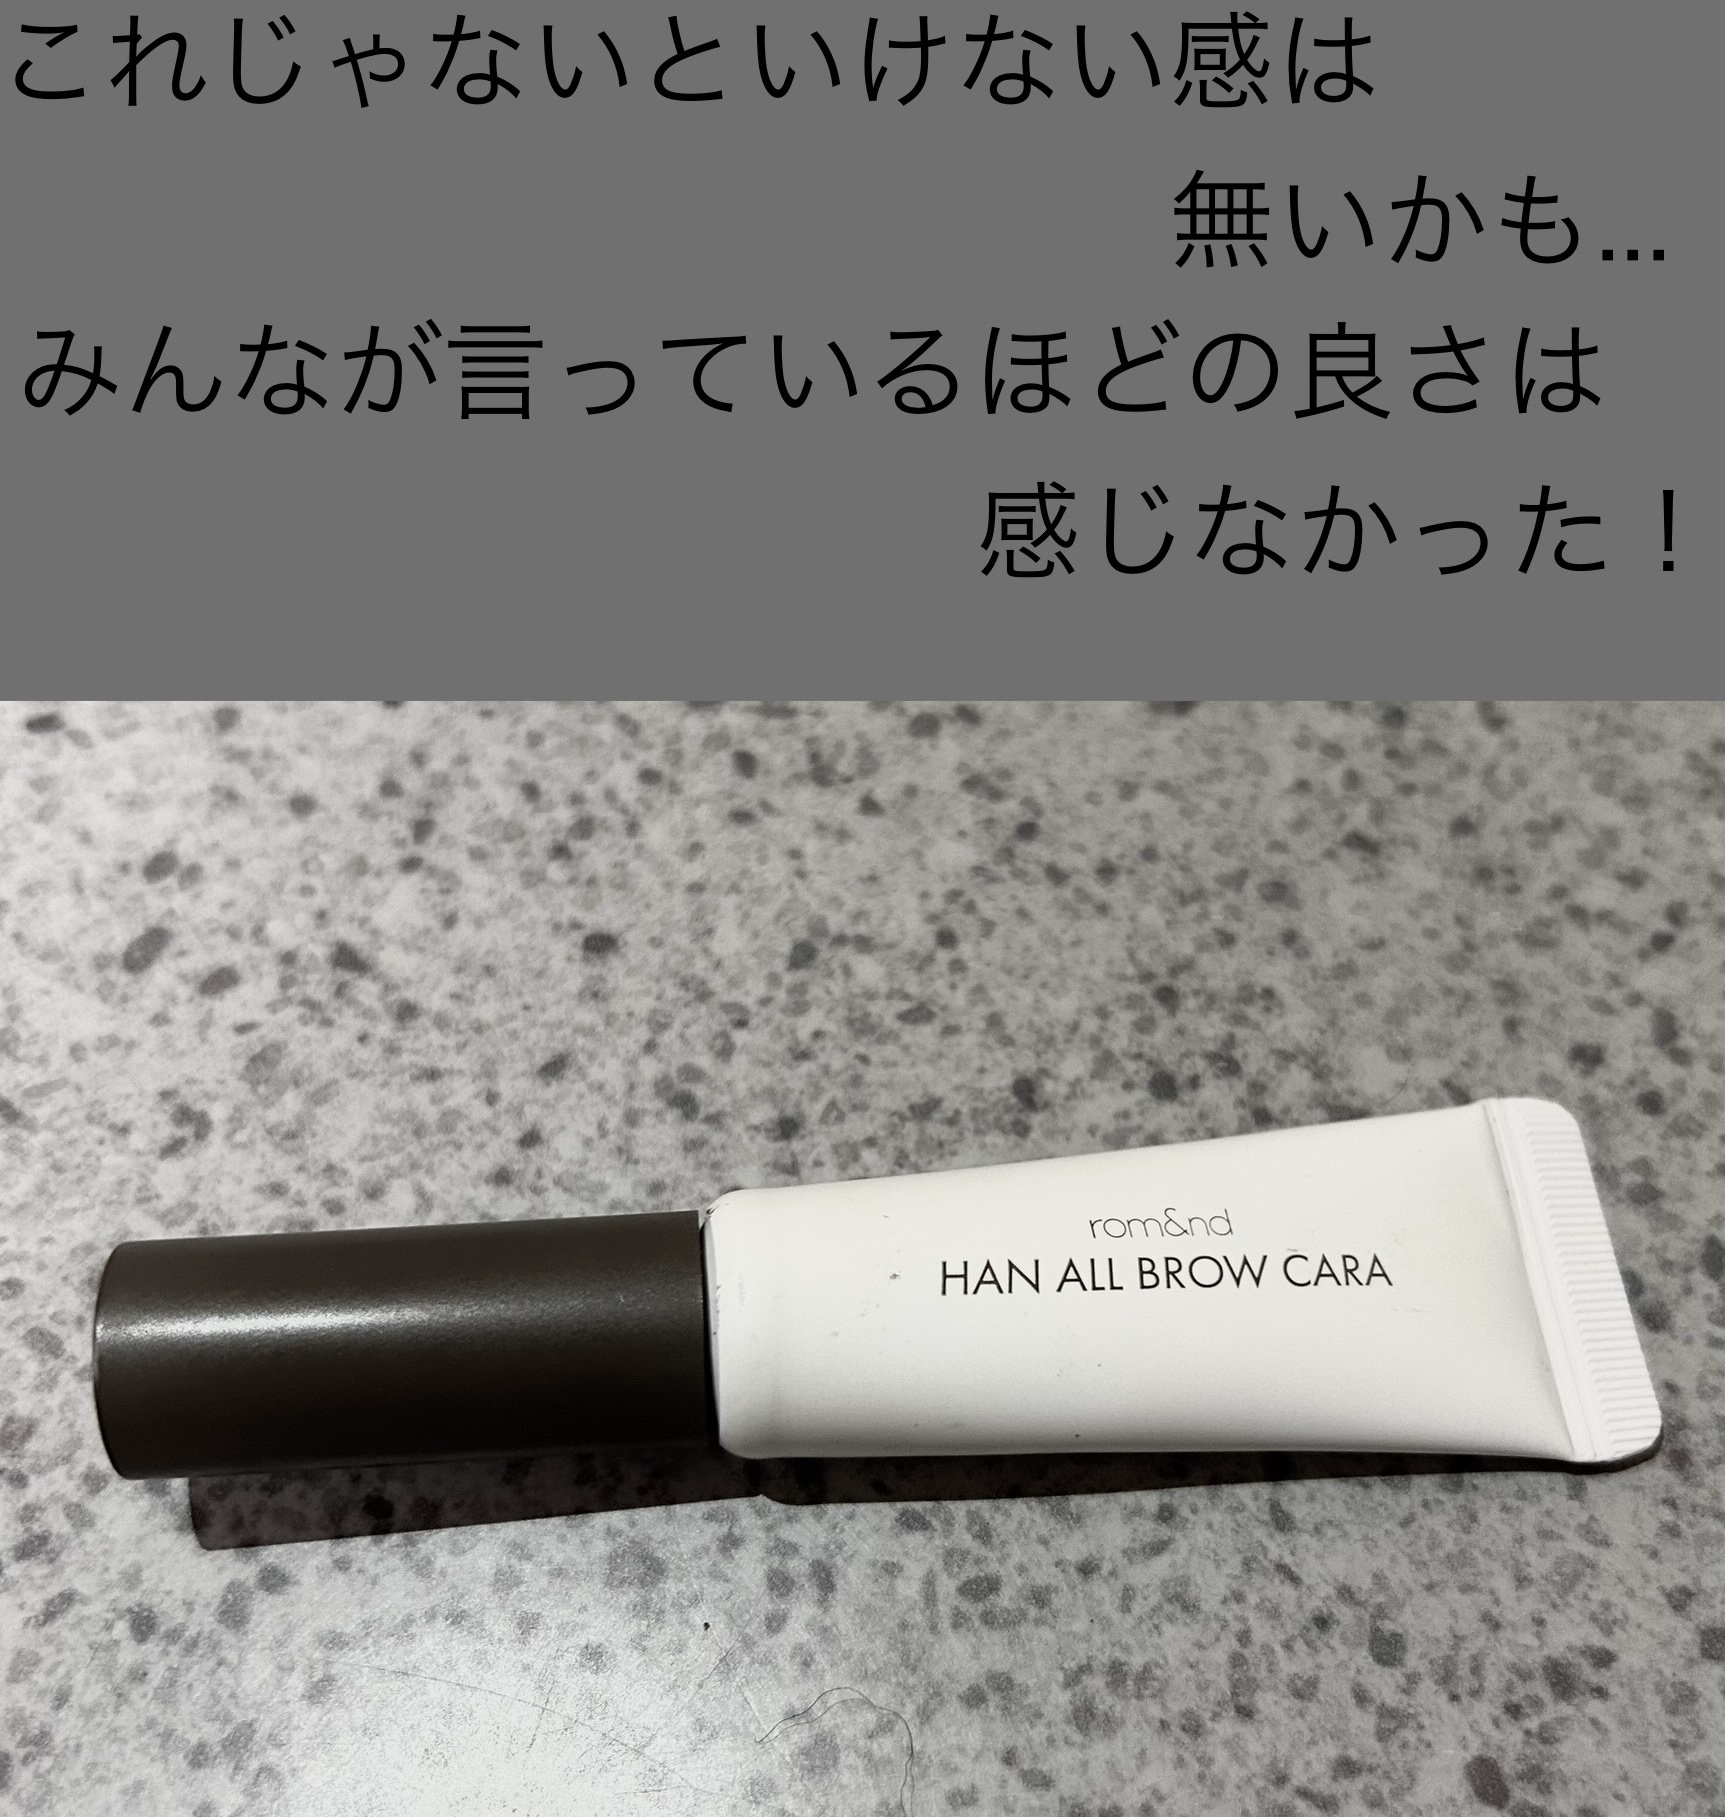 これじゃないといけない感は
無いかも...
みんなが言っているほどの良さは
感じなかった！
rom&nd
HAN ALL BROW CARA